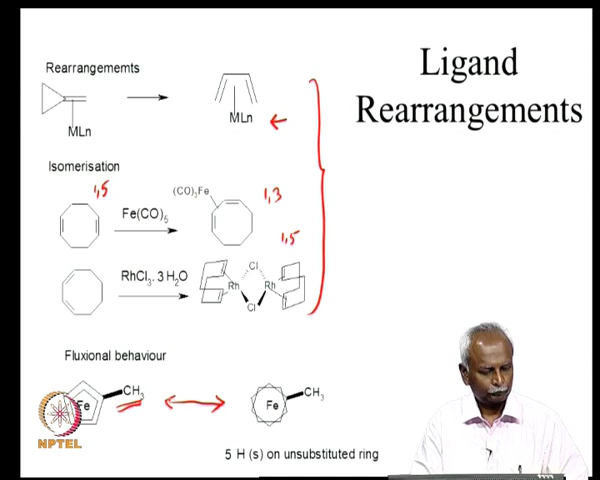 Ligand
Rearrangements
Rearrangememts
MLn
MLn
Isomerisation
1,5
(CO)3Fe
1,3
Fe(CO)5
1,5
RhCl3. 3 H2O
Cl
Rh
Rh
Cl
Fluxional behaviour
Fe
CH3
Fe
CH3
NPTEL
5 H (s) on unsubstituted ring